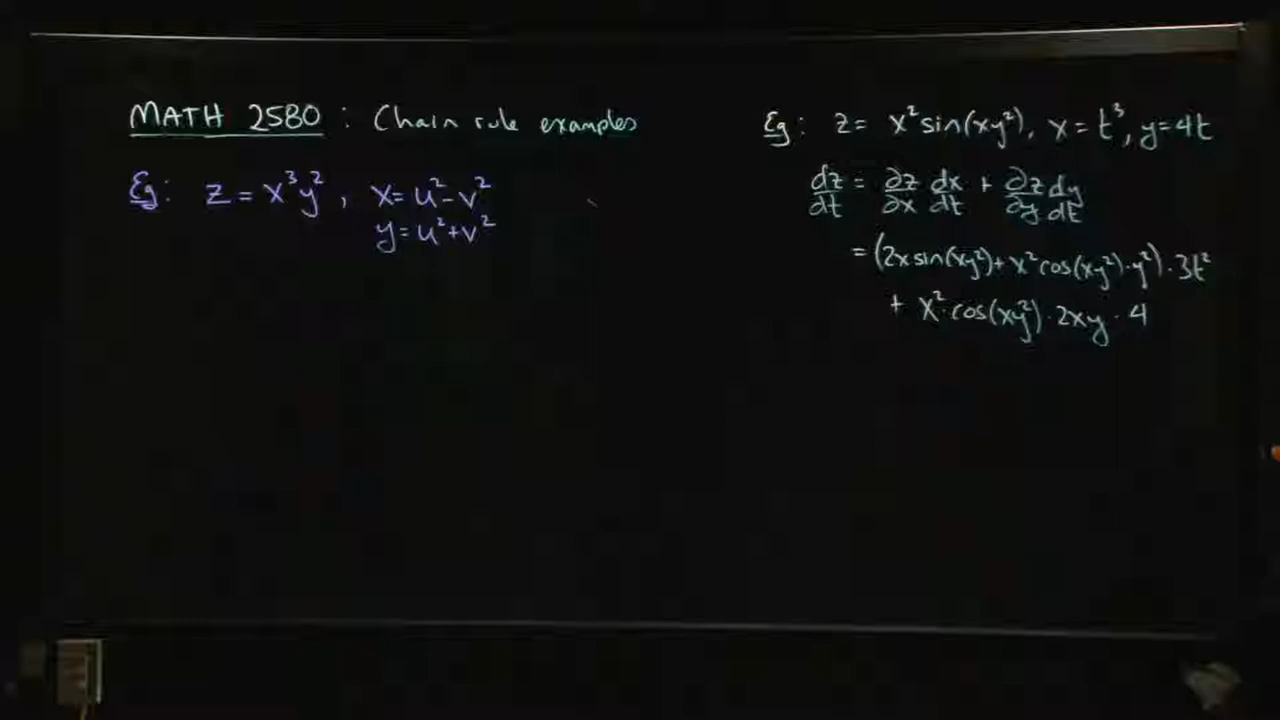 MATH 2580 : Chain rule examples
Eg: z = x³y², x = u² - v²
y = u² + v²
Eg: z = x² sin(xy²), x = t³, y = 4t
dz/dt = ∂z/∂x dx/dt + ∂z/∂y dy/dt
= (2x sin(xy²) + x² cos(xy²) · y²) · 3t²
+ x² · cos(xy²) · 2xy · 4